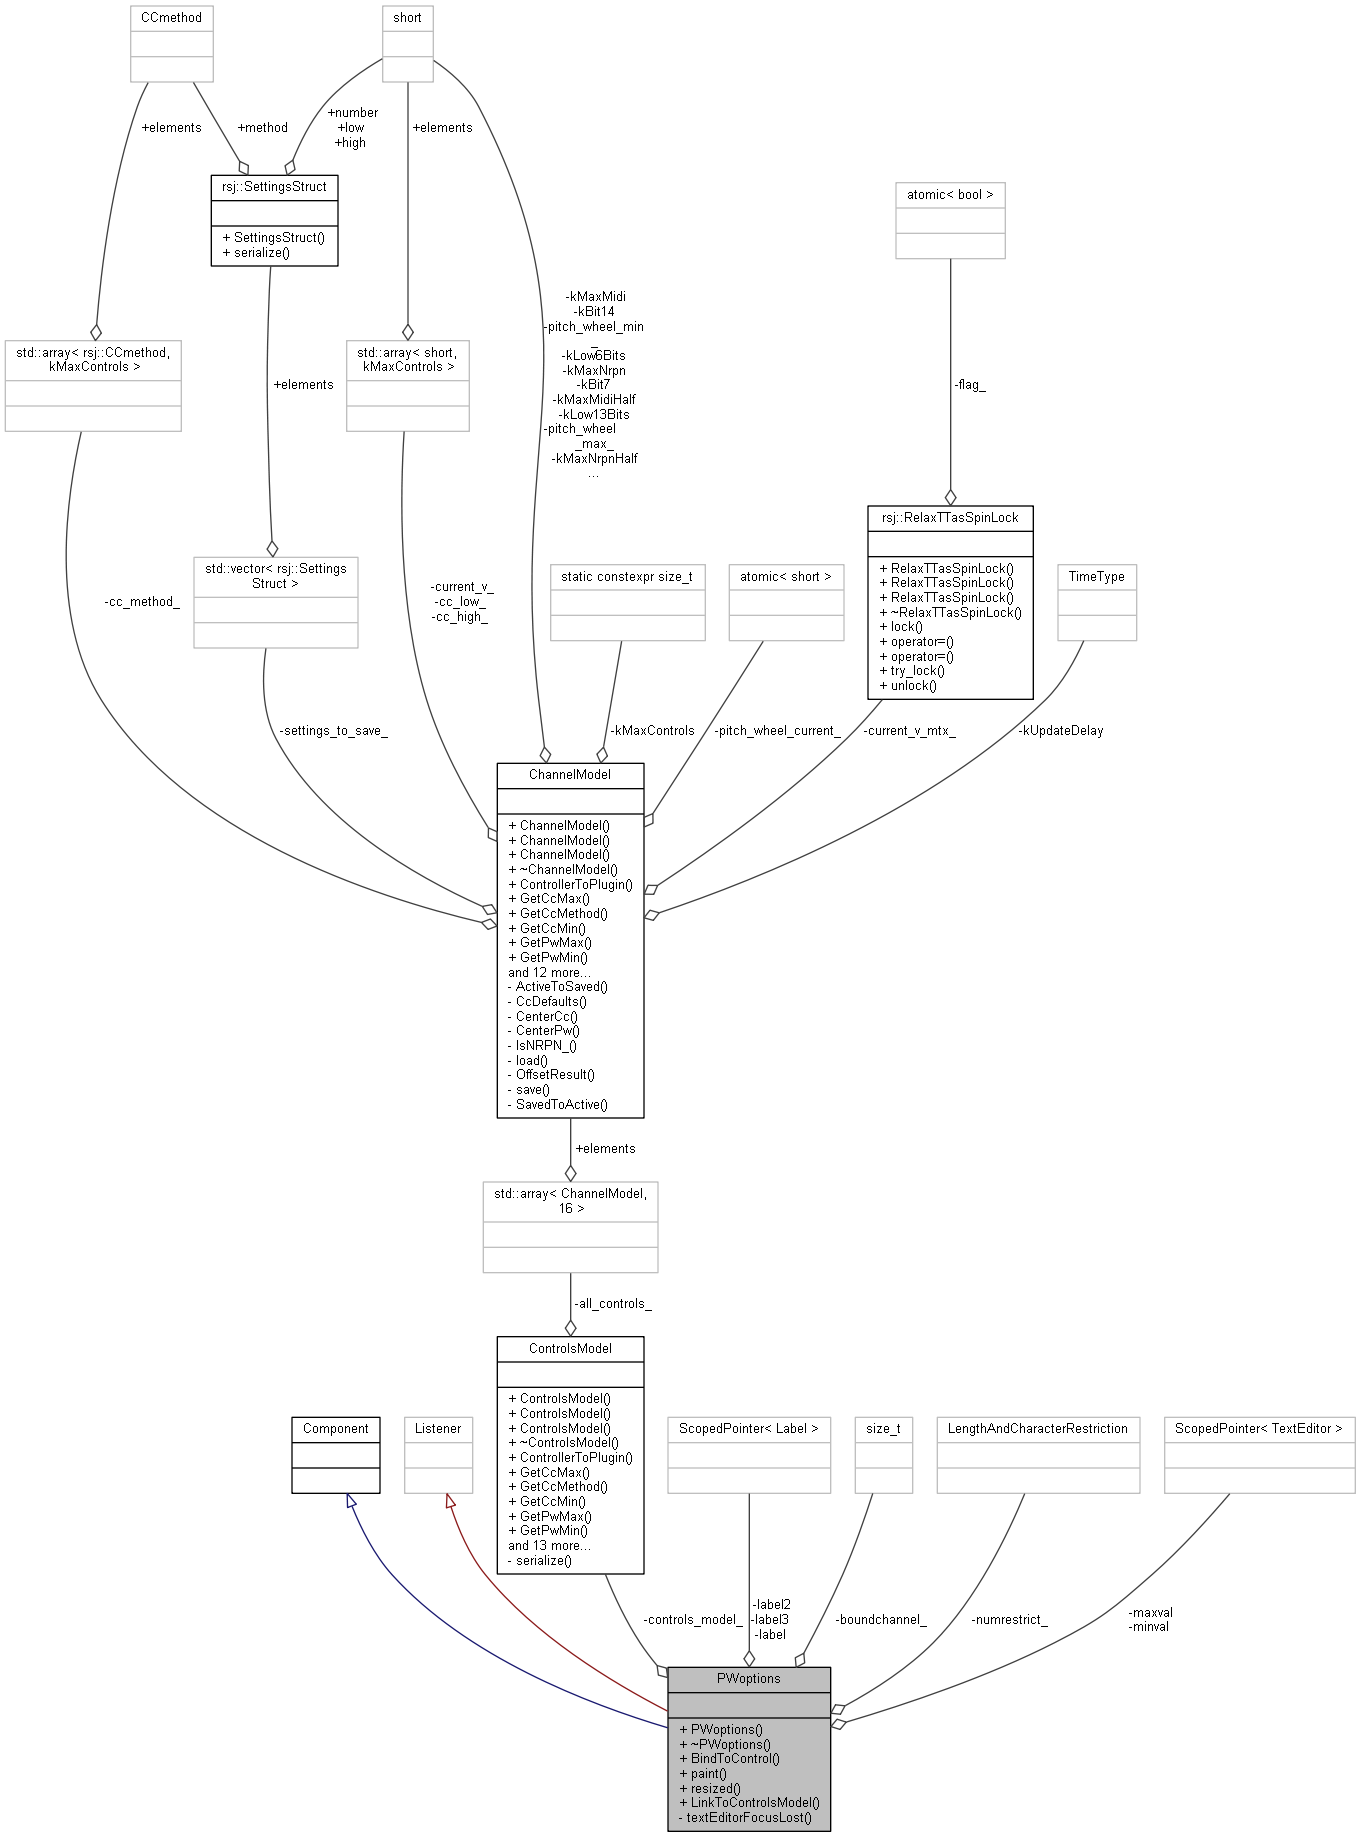 CCmethod
short
+elements
+method
+number
+low
+high
+elements
rsj::SettingsStruct
+ SettingsStruct()
+ serialize()
atomic< bool >
-kMaxMidi
-kBit14
-pitch_wheel_min
_
-kLow6Bits
-kMaxNrpn
-kBit7
-kMaxMidiHalf
-kLow13Bits
-pitch_wheel
_max_
-kMaxNrpnHalf
...
std::array< rsj::CCmethod,
kMaxControls >
+elements
std::array< short,
kMaxControls >
-flag_
rsj::RelaxTTasSpinLock
+ RelaxTTasSpinLock()
+ RelaxTTasSpinLock()
+ RelaxTTasSpinLock()
+ ~RelaxTTasSpinLock()
+ lock()
+ operator=()
+ operator=()
+ try_lock()
+ unlock()
-cc_method_
std::vector< rsj::Settings
Struct >
-current_v_
-cc_low_
-cc_high_
static constexpr size_t
atomic< short >
TimeType
-settings_to_save_
-kMaxControls
-pitch_wheel_current_
-current_v_mtx_
-kUpdateDelay
ChannelModel
+ ChannelModel()
+ ChannelModel()
+ ChannelModel()
+ ~ChannelModel()
+ ControllerToPlugin()
+ GetCcMax()
+ GetCcMethod()
+ GetCcMin()
+ GetPwMax()
+ GetPwMin()
and 12 more...
- ActiveToSaved()
- CcDefaults()
- CenterCc()
- CenterPw()
- IsNRPN_()
- load()
- OffsetResult()
- save()
- SavedToActive()
+elements
std::array< ChannelModel,
16 >
-all_controls_
ControlsModel
+ ControlsModel()
+ ControlsModel()
+ ControlsModel()
+ ~ControlsModel()
+ ControllerToPlugin()
+ GetCcMax()
+ GetCcMethod()
+ GetCcMin()
+ GetPwMax()
+ GetPwMin()
and 13 more...
- serialize()
Component
Listener
ScopedPointer< Label >
size_t
LengthAndCharacterRestriction
ScopedPointer< TextEditor >
-controls_model_
-label2
-label3
-label
-boundchannel_
-numrestrict_
-maxval
-minval
PWoptions
+ PWoptions()
+ ~PWoptions()
+ BindToControl()
+ paint()
+ resized()
+ LinkToControlsModel()
- textEditorFocusLost()